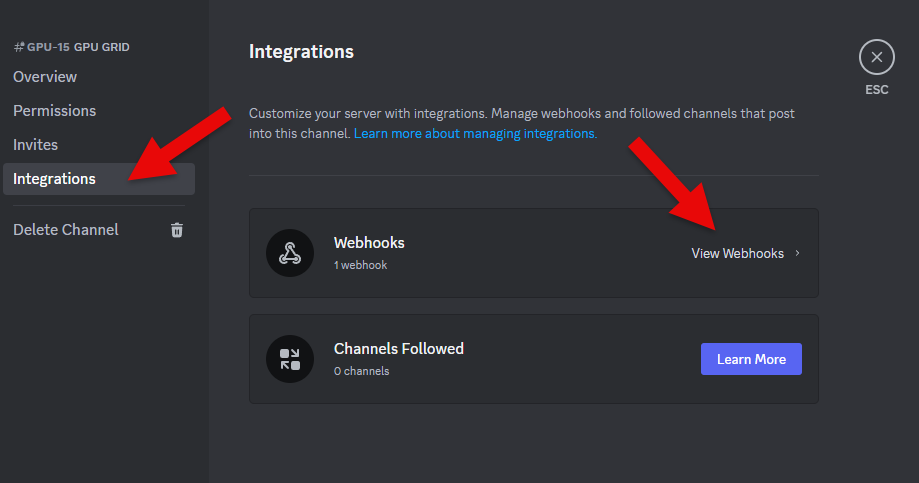 GPU-15 GPU GRID
Overview
Permissions
Invites
Integrations
Delete Channel
Integrations
ESC
Customize your server with integrations. Manage webhooks and followed channels that post
into this channel. Learn more about managing integrations.
Webhooks
1 webhook
View Webhooks
Channels Followed
0 channels
Learn More